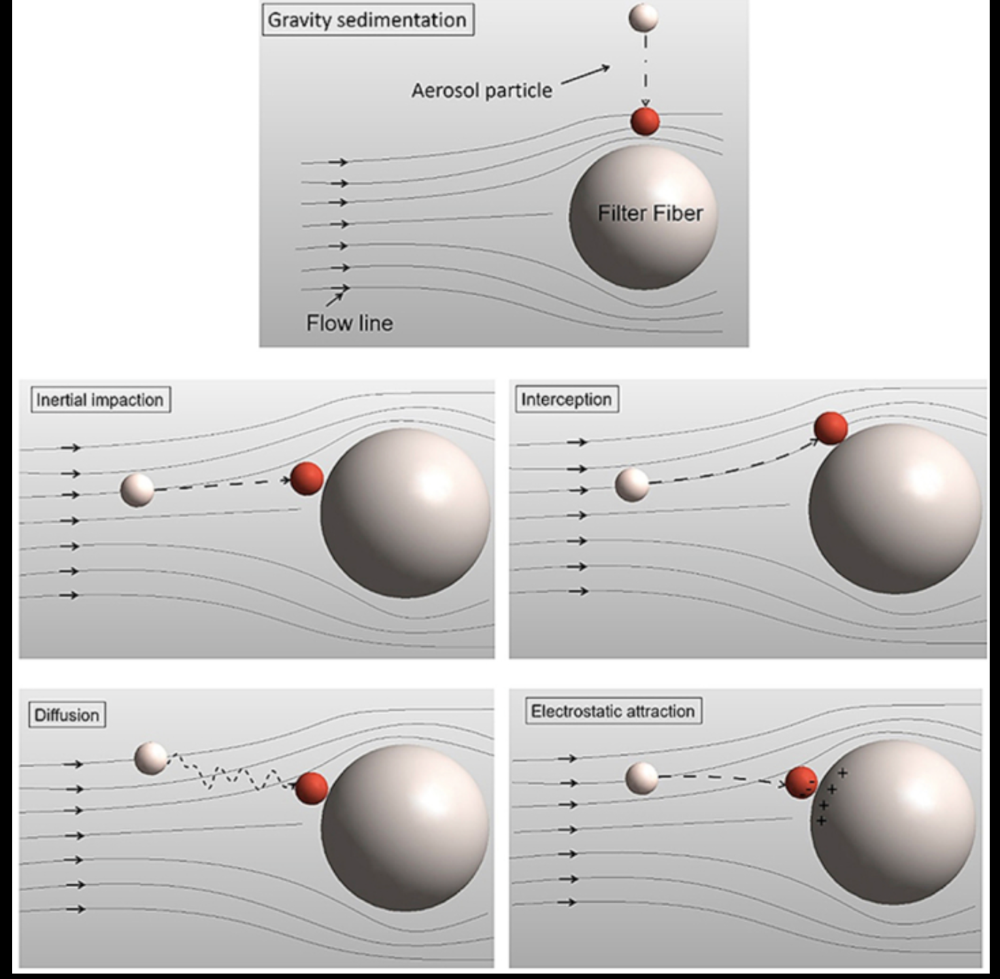 Gravity sedimentation
Aerosol particle
Filter Fiber
Flow line
Inertial impaction
Interception
Diffusion
Electrostatic attraction
- - -
+ + + +